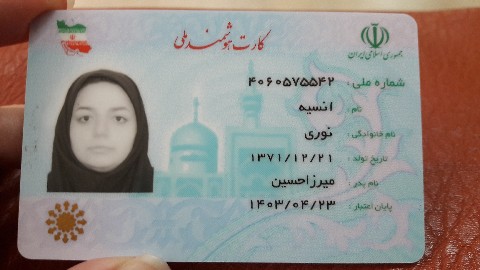 کارت هوشمند ملی
جمهوری اسلامی ایران
شماره ملی : ۴۰۶۰۵۷۵۵۴۲
نام : انسیه
نام خانوادگی : نوری
تاریخ تولد : ۱۳۷۱/۱۲/۲۱
نام پدر : میرزاحسین
پایان اعتبار : ۱۴۰۳/۰۴/۲۳